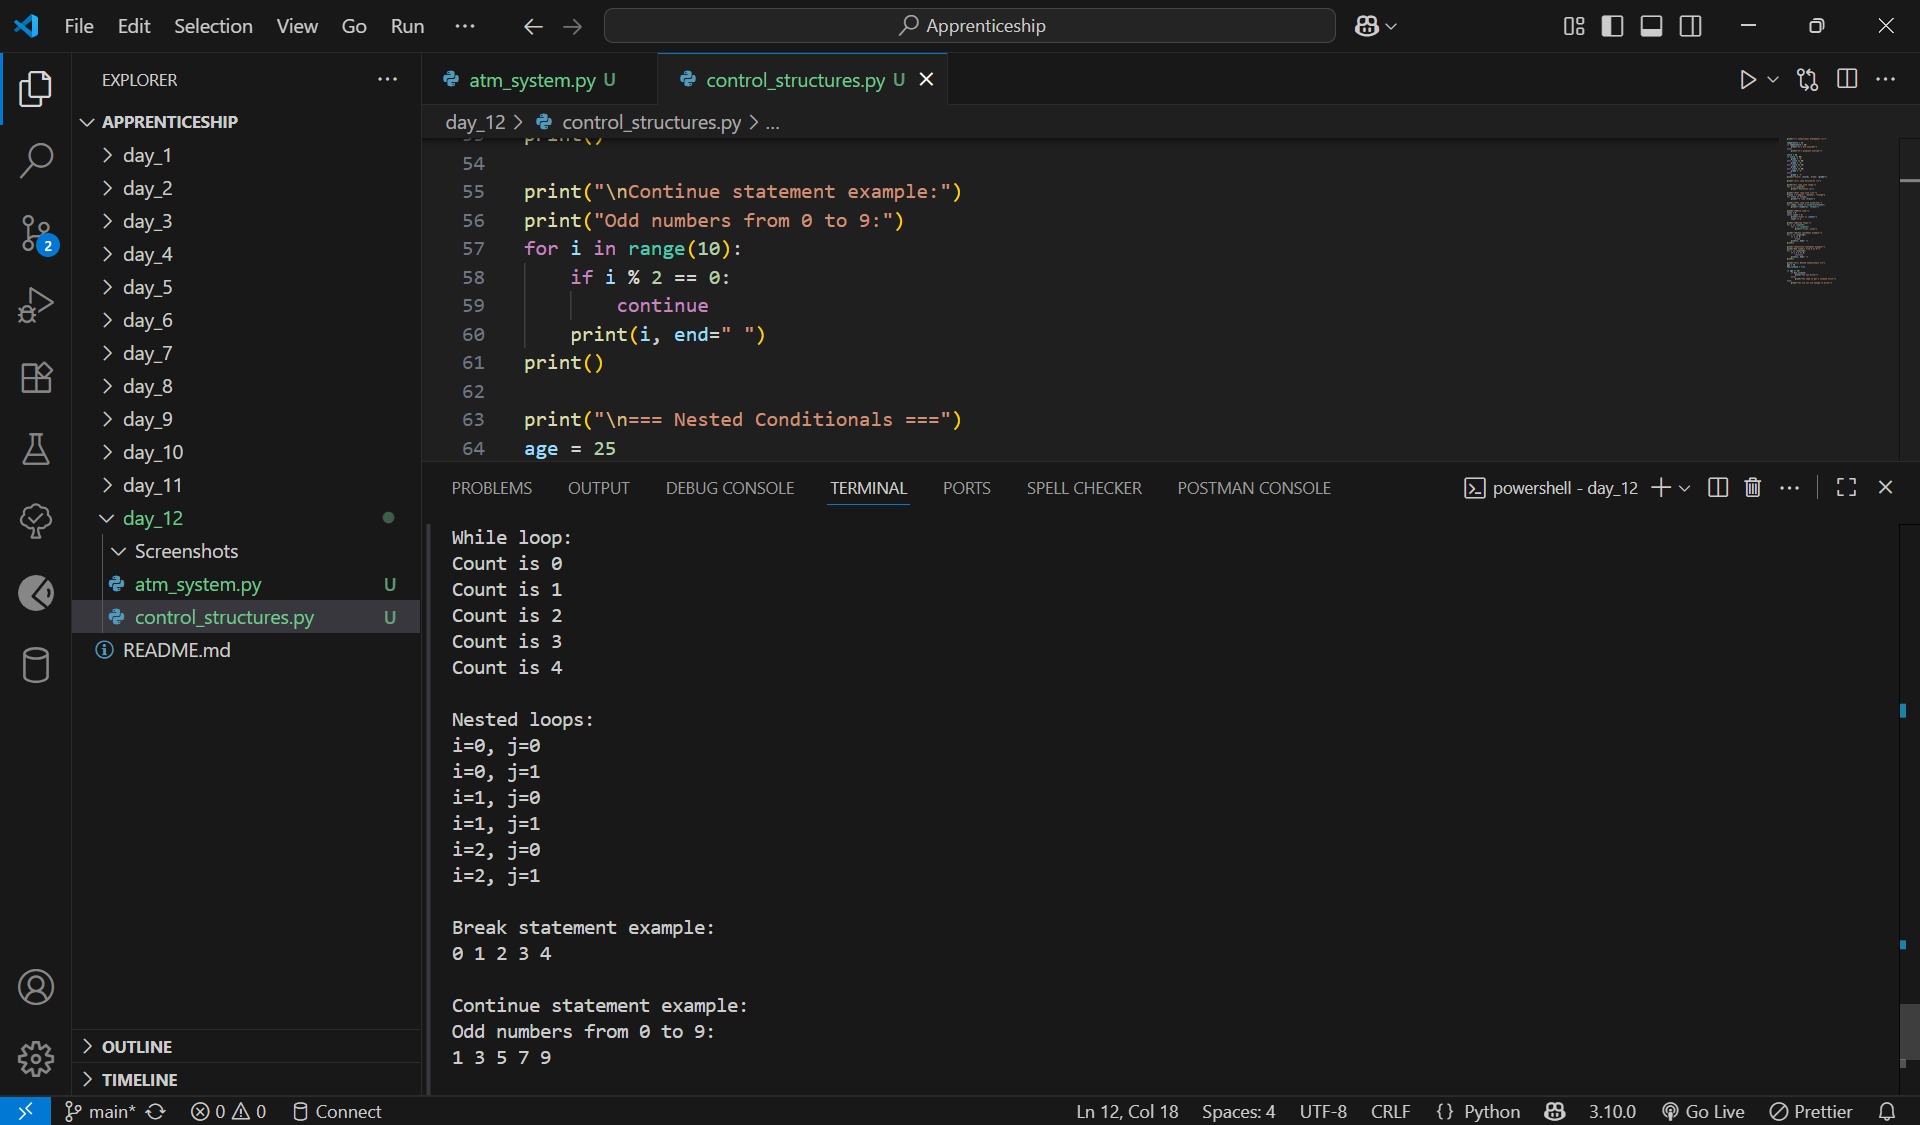 File Edit Selection View Go Run ··· Apprenticeship
EXPLORER
APPRENTICESHIP
day_1
day_2
day_3
day_4
day_5
day_6
day_7
day_8
day_9
day_10
day_11
day_12
Screenshots
atm_system.py U
control_structures.py U
README.md
OUTLINE
TIMELINE
2
atm_system.py U control_structures.py U
day_12 > control_structures.py > ...
53 print()
54
55 print("\nContinue statement example:")
56 print("Odd numbers from 0 to 9:")
57 for i in range(10):
58 if i % 2 == 0:
59 continue
60 print(i, end=" ")
61 print()
62
63 print("\n=== Nested Conditionals ===")
64 age = 25
PROBLEMS OUTPUT DEBUG CONSOLE TERMINAL PORTS SPELL CHECKER POSTMAN CONSOLE powershell - day_12
While loop:
Count is 0
Count is 1
Count is 2
Count is 3
Count is 4
Nested loops:
i=0, j=0
i=0, j=1
i=1, j=0
i=1, j=1
i=2, j=0
i=2, j=1
Break statement example:
0 1 2 3 4
Continue statement example:
Odd numbers from 0 to 9:
1 3 5 7 9
main* 0 0 Connect Ln 12, Col 18 Spaces: 4 UTF-8 CRLF {} Python 3.10.0 Go Live Prettier